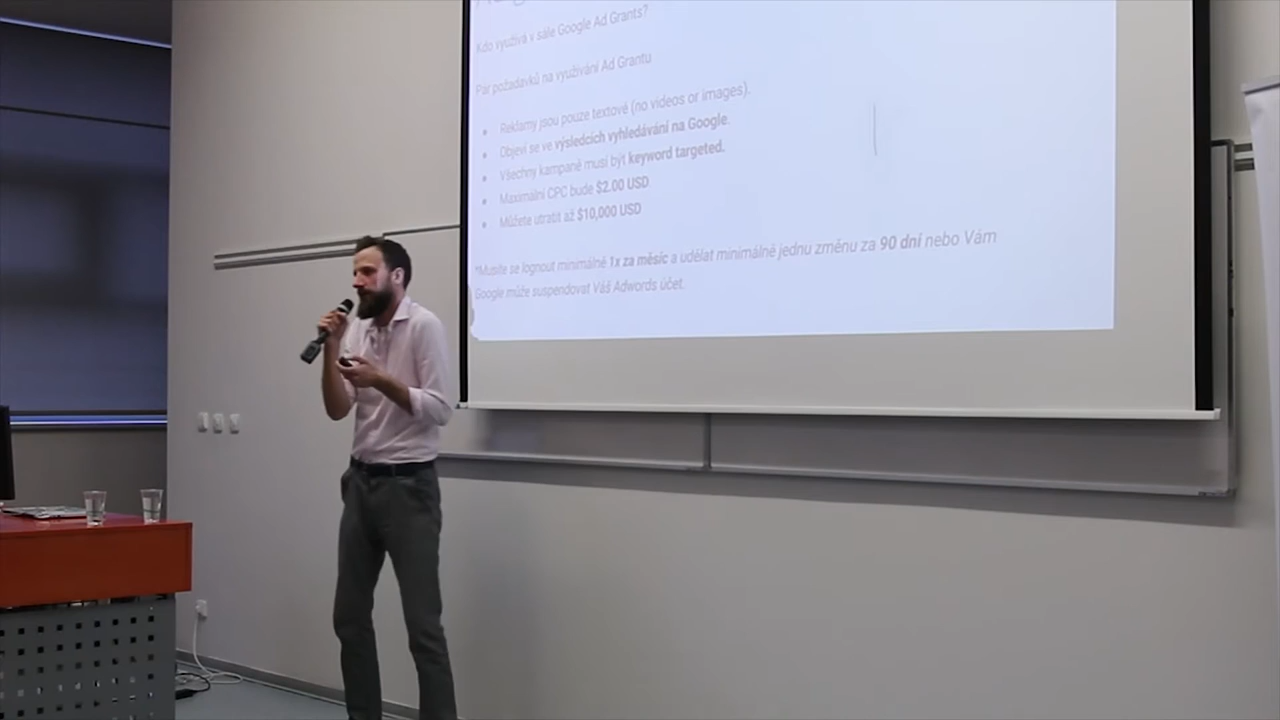 Kdo využívá v sále Google Ad Grants?
Pár požadavků na využívání Ad Grantu
Reklamy jsou pouze textové (no videos or images).
Objeví se ve výsledcích vyhledávání na Google.
Všechny kampaně musí být keyword targeted.
Maximální CPC bude $2.00 USD
Můžete utratit až $10,000 USD
*Musíte se lognout minimálně 1x za měsíc a udělat minimálně jednu změnu za 90 dní nebo Vám
Google může suspendovat Váš Adwords účet.